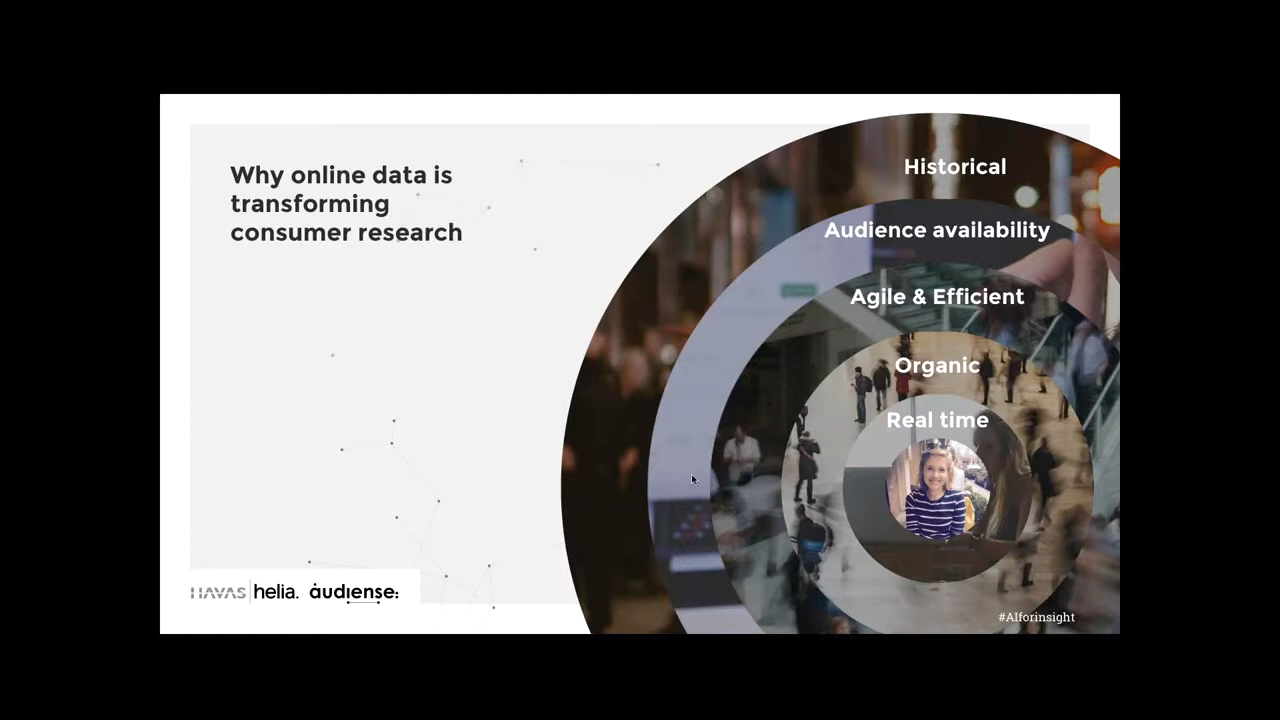 Why online data is
transforming
consumer research
Historical
Audience availability
Agile & Efficient
Organic
Real time
HAVAS helia. audiense:
#AIforinsight